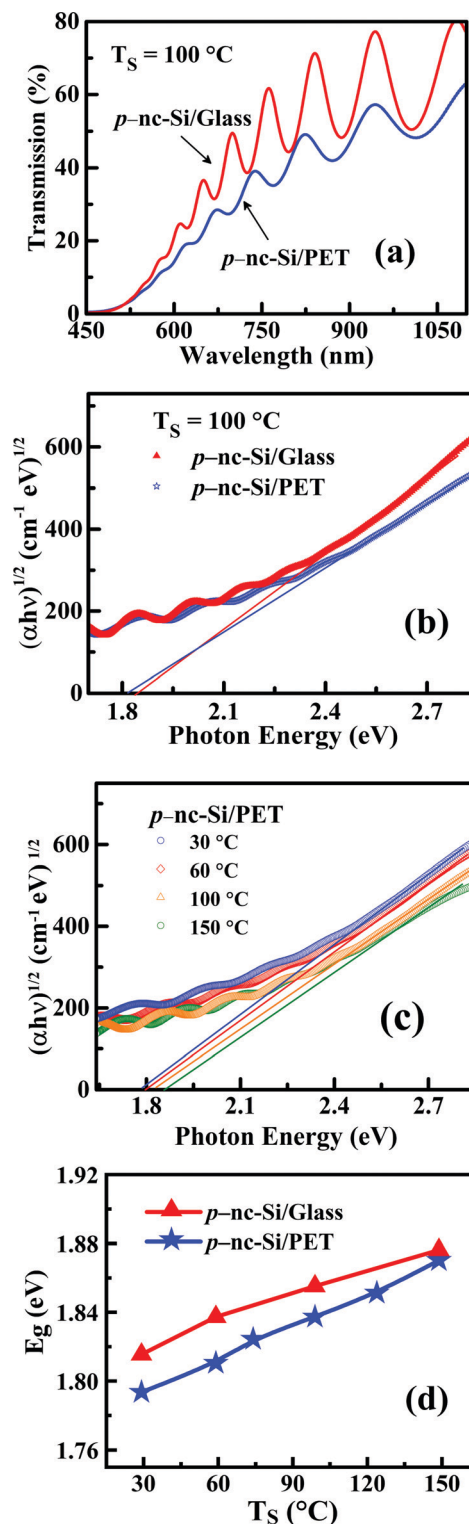 80
T_S = 100 °C
60
p–nc-Si/Glass
40
20
p–nc-Si/PET
(a)
0
450 600 750 900 1050
Wavelength (nm)
Transmission (%)
T_S = 100 °C
p–nc-Si/Glass
p–nc-Si/PET
600
400
200
0
(b)
1.8 2.1 2.4 2.7
Photon Energy (eV)
(αhν)^1/2 (cm^-1 eV)^1/2
p–nc-Si/PET
30 °C
60 °C
100 °C
150 °C
600
400
200
0
(c)
1.8 2.1 2.4 2.7
Photon Energy (eV)
(αhν)^1/2 (cm^-1 eV)^1/2
1.92
p–nc-Si/Glass
p–nc-Si/PET
1.88
1.84
1.80
1.76
(d)
30 60 90 120 150
T_S (°C)
E_g (eV)